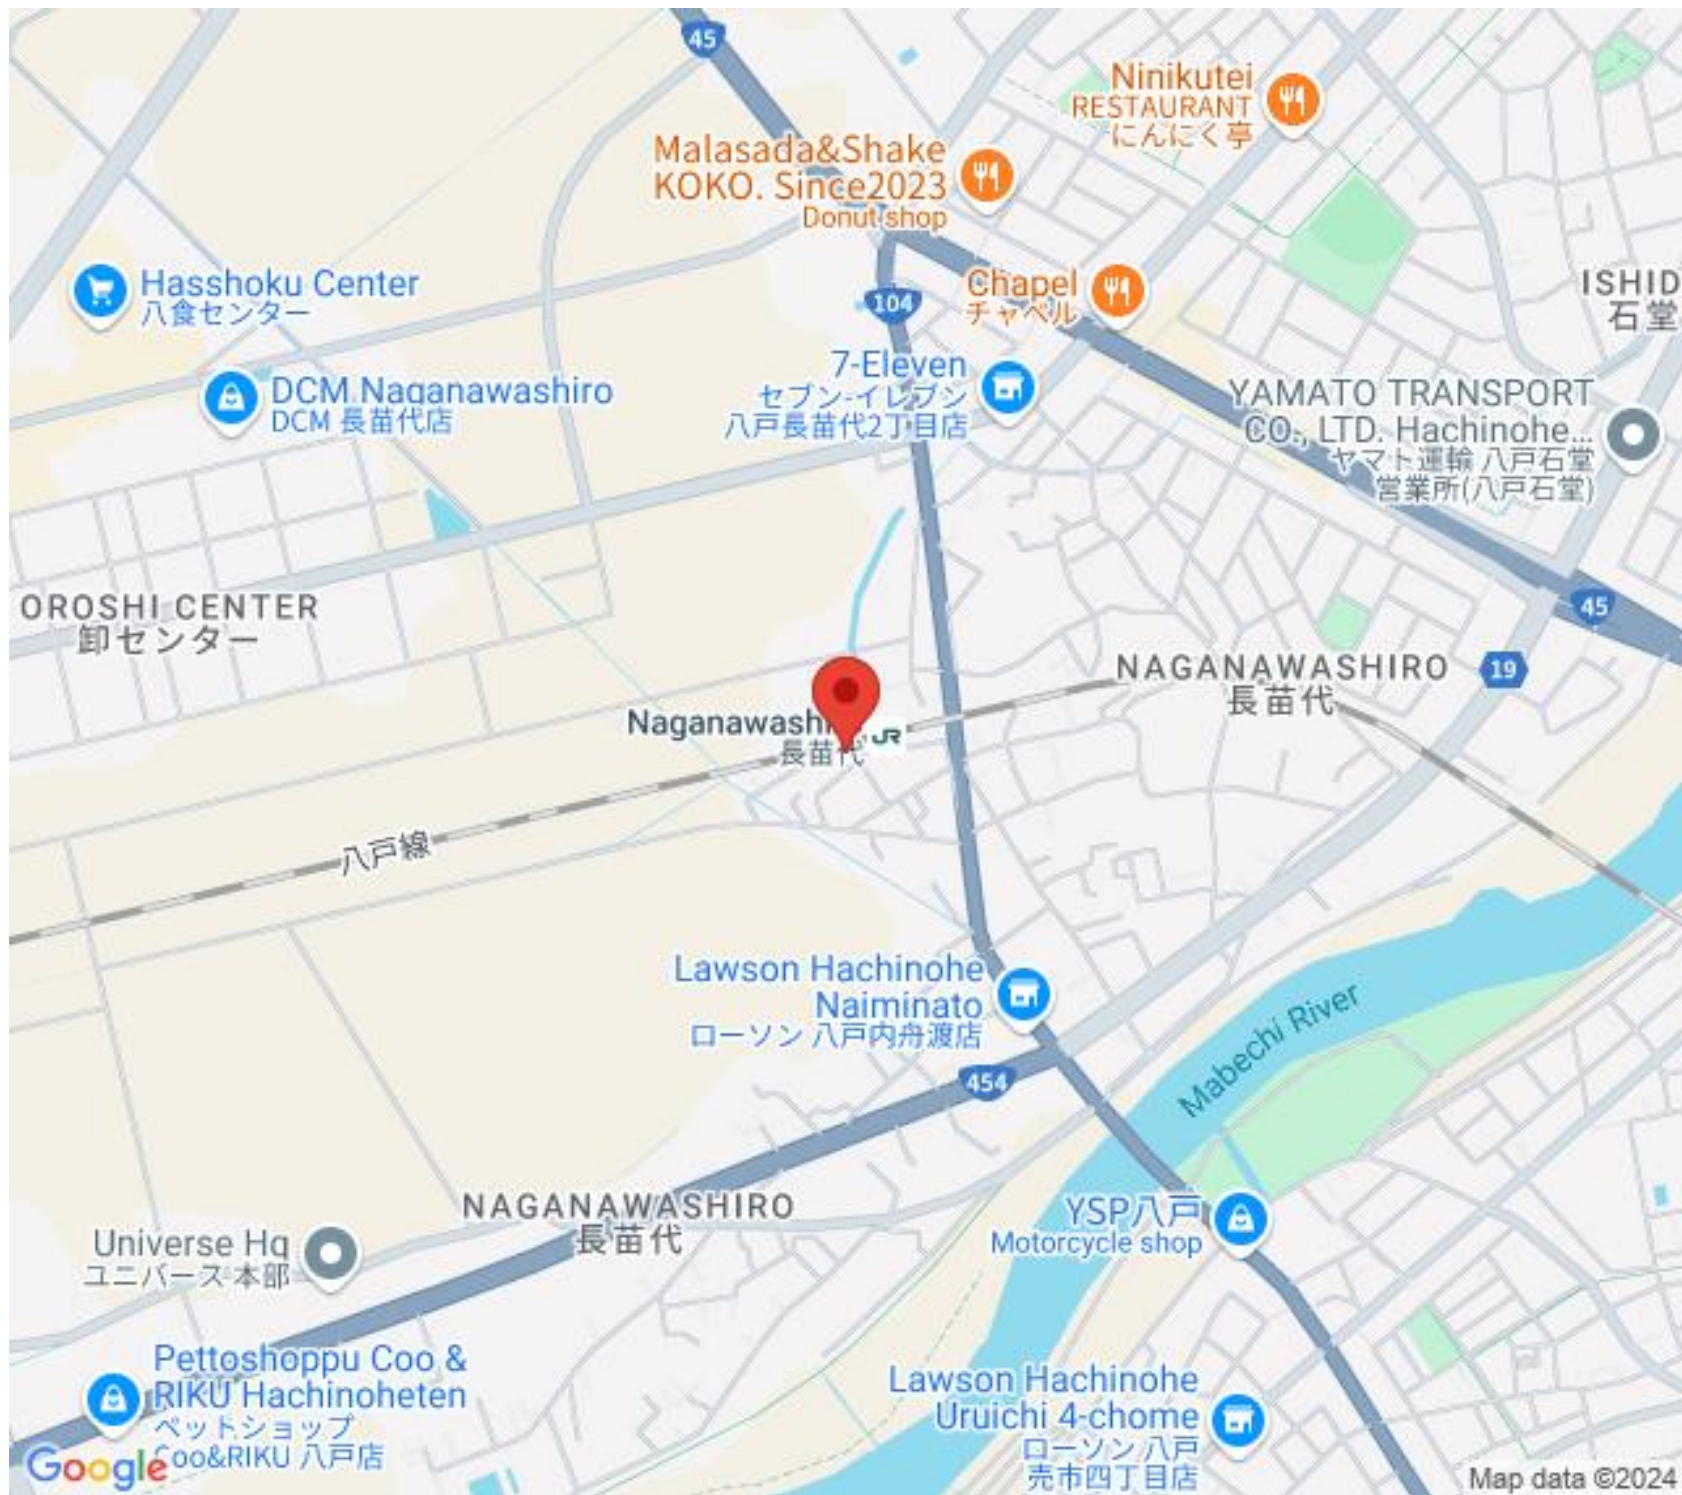 45
Ninikutei
RESTAURANT
にんにく亭
Malasada&Shake
KOKO. Since2023
Donut shop
Hasshoku Center
八食センター
104
Chapel
チャペル
ISHID
石堂
7-Eleven
セブン-イレブン
八戸長苗代2丁目店
DCM Naganawashiro
DCM 長苗代店
YAMATO TRANSPORT
CO., LTD. Hachinohe...
ヤマト運輸 八戸石堂
営業所(八戸石堂)
OROSHI CENTER
卸センター
45
NAGANAWASHIRO
長苗代
19
Naganawash
長苗代
JR
八戸線
Lawson Hachinohe
Naiminato
ローソン 八戸内舟渡店
Mabechi River
454
NAGANAWASHIRO
長苗代
YSP八戸
Motorcycle shop
Universe Hq
ユニバース 本部
Pettoshoppu Coo &
RIKU Hachinoheten
ペットショップ
Coo&RIKU 八戸店
Lawson Hachinohe
Uruichi 4-chome
ローソン 八戸
売市四丁目店
Google
Map data ©2024